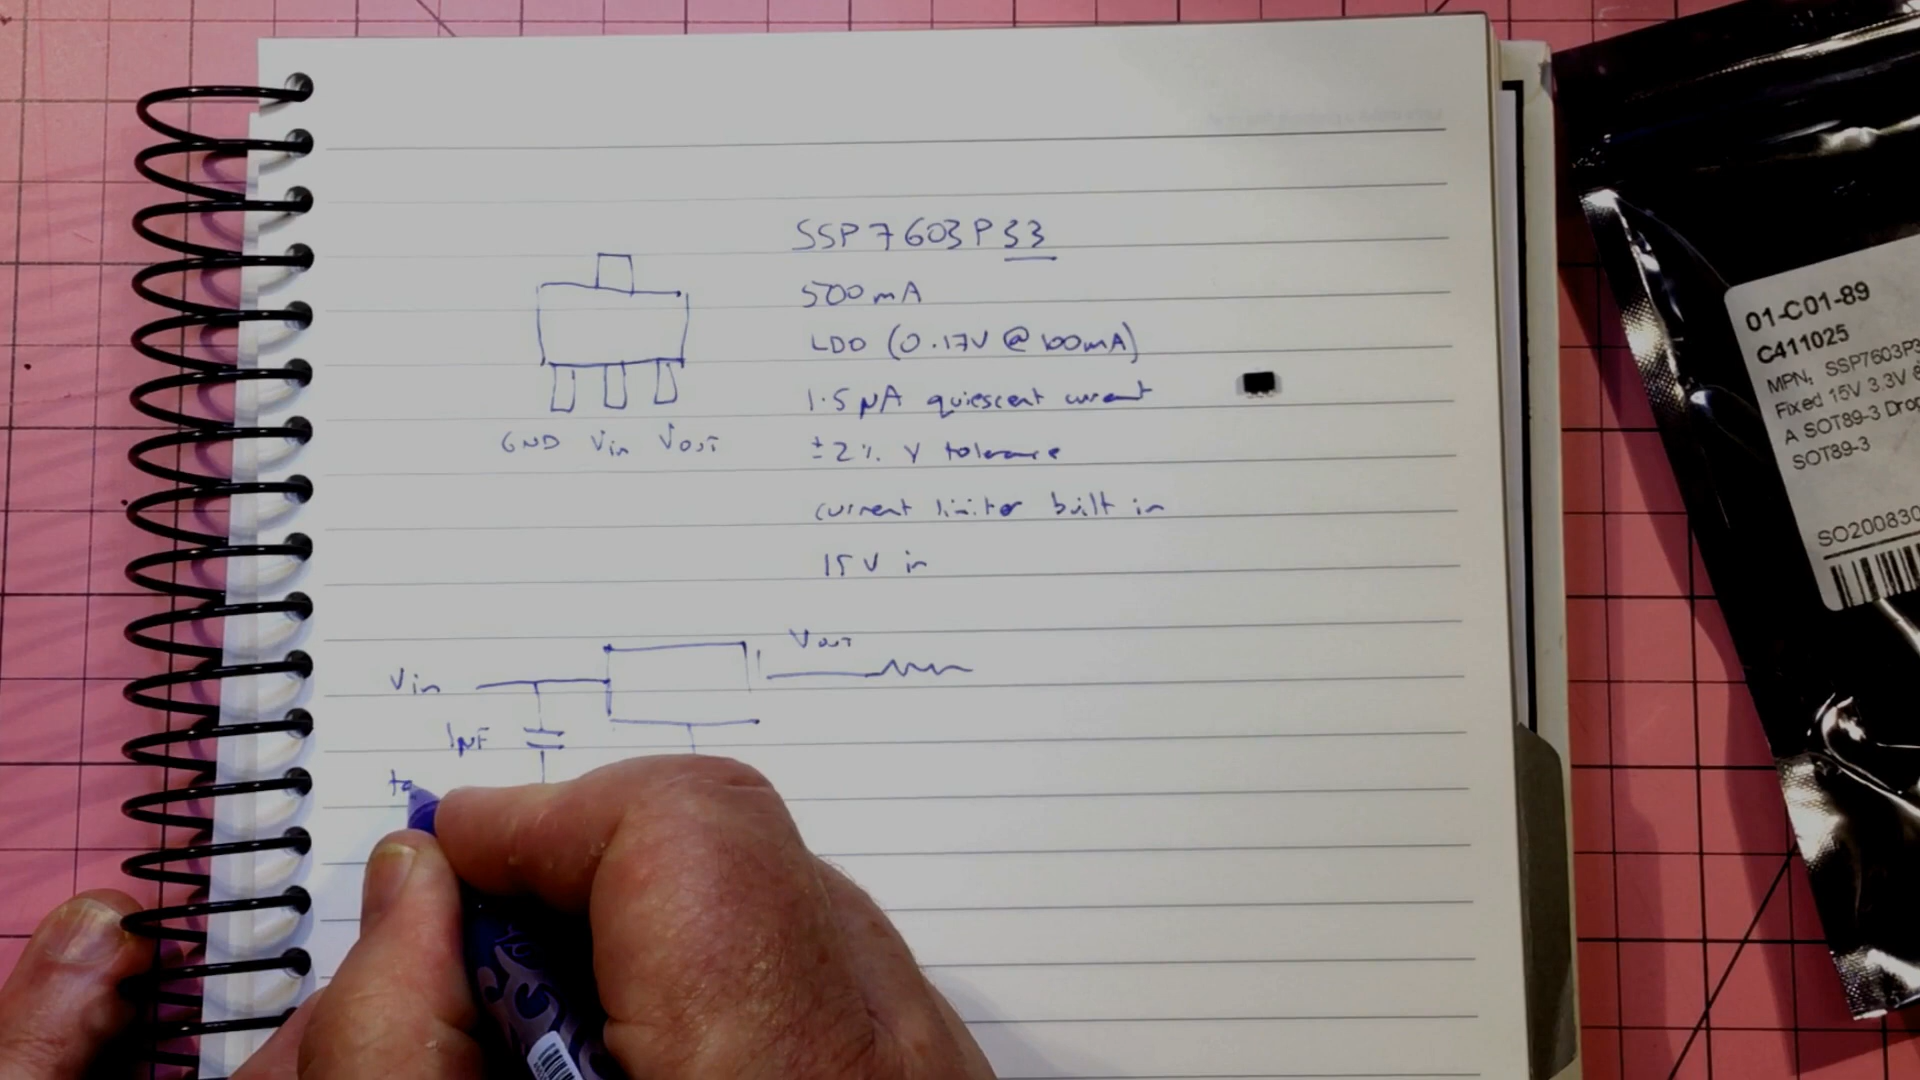 SSP7603P33
500mA
LDO (0.17V @ 100mA)
1.5µA quiescent current
±2% V tolerance
current limiter built in
15V in
GND Vin VOUT
Vin
VOUT
1µF
to
01-C01-89
C411025
MPN, SSP7603P3
Fixed 15V 3.3V
A SOT89-3 Drop
SOT89-3
SO200830